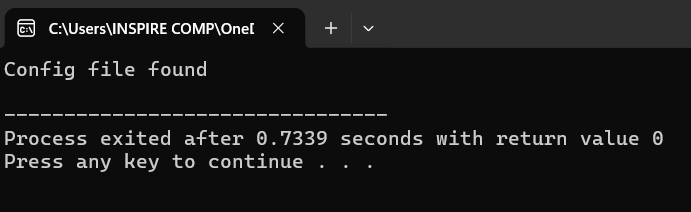 C:\Users\INSPIRE COMP\OneD
Config file found
--------------------------------
Process exited after 0.7339 seconds with return value 0
Press any key to continue . . .